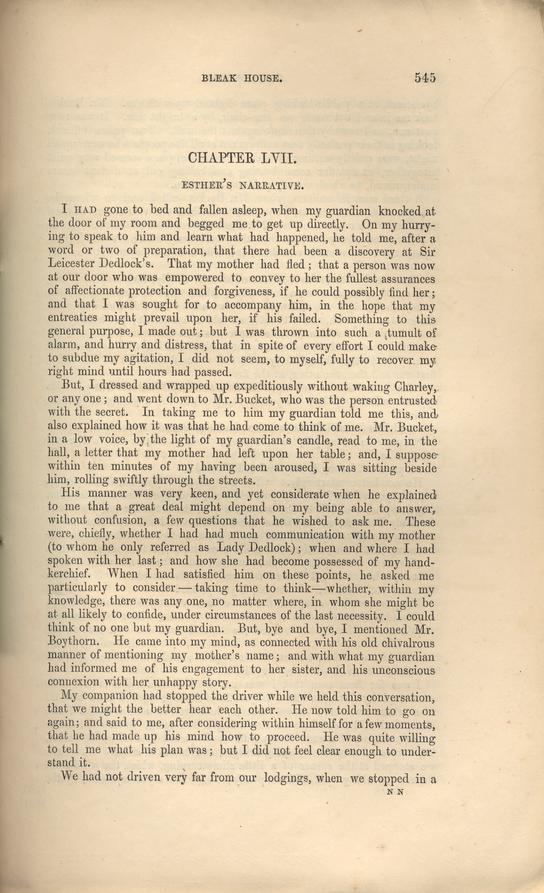 BLEAK HOUSE. 545
CHAPTER LVII.
ESTHER'S NARRATIVE.
I HAD gone to bed and fallen asleep, when my guardian knocked at
the door of my room and begged me to get up directly. On my hurry-
ing to speak to him and learn what had happened, he told me, after a
word or two of preparation, that there had been a discovery at Sir
Leicester Dedlock's. That my mother had fled; that a person was now
at our door who was empowered to convey to her the fullest assurances
of affectionate protection and forgiveness, if he could possibly find her;
and that I was sought for to accompany him, in the hope that my
entreaties might prevail upon her, if his failed. Something to this
general purpose, I made out; but I was thrown into such a tumult of
alarm, and hurry and distress, that in spite of every effort I could make
to subdue my agitation, I did not seem, to myself, fully to recover my
right mind until hours had passed.
But, I dressed and wrapped up expeditiously without waking Charley,
or any one; and went down to Mr. Bucket, who was the person entrusted
with the secret. In taking me to him my guardian told me this, and
also explained how it was that he had come to think of me. Mr. Bucket,
in a low voice, by the light of my guardian's candle, read to me, in the
hall, a letter that my mother had left upon her table; and, I suppose
within ten minutes of my having been aroused, I was sitting beside
him, rolling swiftly through the streets.
His manner was very keen, and yet considerate when he explained
to me that a great deal might depend on my being able to answer,
without confusion, a few questions that he wished to ask me. These
were, chiefly, whether I had had much communication with my mother
(to whom he only referred as Lady Dedlock); when and where I had
spoken with her last; and how she had become possessed of my hand-
kerchief. When I had satisfied him on these points, he asked me
particularly to consider—taking time to think—whether, within my
knowledge, there was any one, no matter where, in whom she might be
at all likely to confide, under circumstances of the last necessity. I could
think of no one but my guardian. But, bye and bye, I mentioned Mr.
Boythorn. He came into my mind, as connected with his old chivalrous
manner of mentioning my mother's name; and with what my guardian
had informed me of his engagement to her sister, and his unconscious
connexion with her unhappy story.
My companion had stopped the driver while we held this conversation,
that we might the better hear each other. He now told him to go on
again; and said to me, after considering within himself for a few moments,
that he had made up his mind how to proceed. He was quite willing
to tell me what his plan was; but I did not feel clear enough to under-
stand it.
We had not driven very far from our lodgings, when we stopped in a
N N